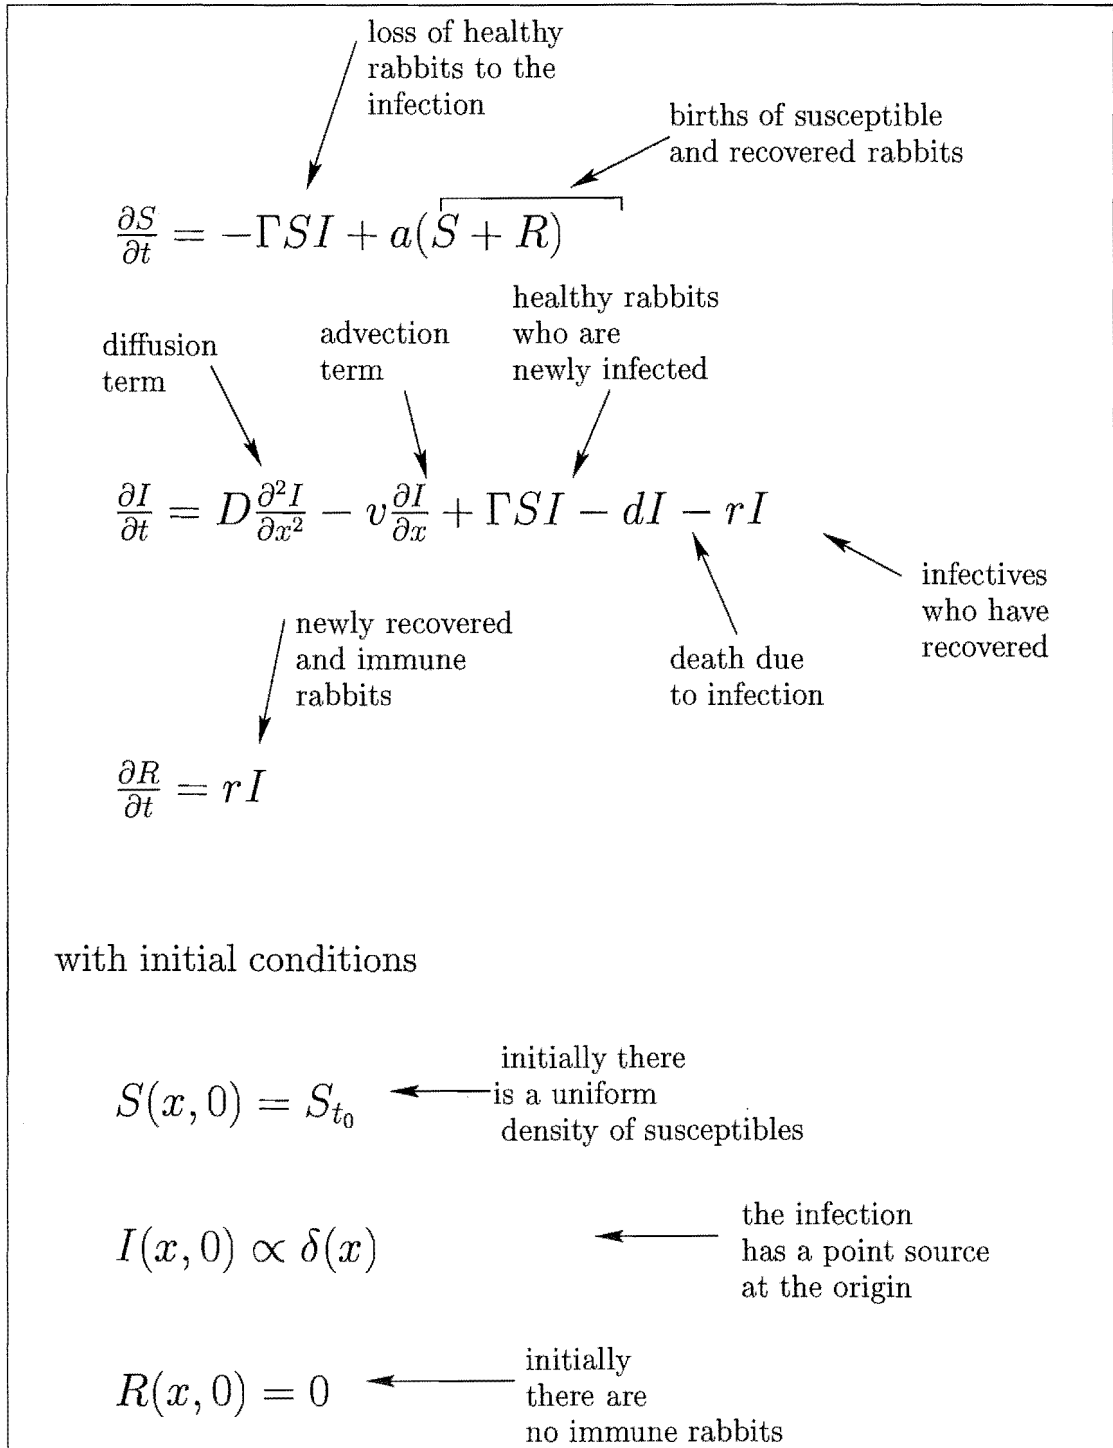 loss of healthy
rabbits to the
infection
births of susceptible
and recovered rabbits
∂S/∂t = −ΓSI + a(S + R)
healthy rabbits
who are
newly infected
advection
term
diffusion
term
∂I/∂t = D ∂²I/∂x² − v ∂I/∂x + ΓSI − dI − rI
infectives
who have
recovered
newly recovered
and immune
rabbits
death due
to infection
∂R/∂t = rI
with initial conditions
initially there
is a uniform
density of susceptibles
S(x, 0) = S_{t₀}
the infection
has a point source
at the origin
I(x, 0) ∝ δ(x)
initially
there are
no immune rabbits
R(x, 0) = 0